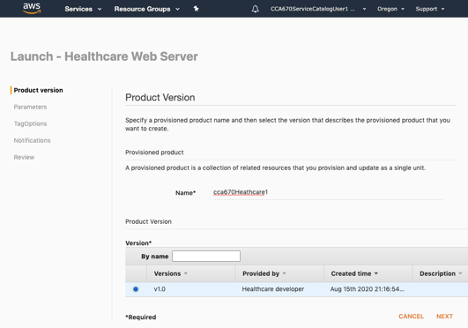 aws
Services Resource Groups CCA670ServiceCatalogUser1 ... Oregon Support
Launch - Healthcare Web Server
Product version
Parameters
TagOptions
Notifications
Review
Product Version
Specify a provisioned product name and then select the version that describes the provisioned product that you
want to create.
Provisioned product
A provisioned product is a collection of related resources that you provision and update as a single unit.
Name* cca670Heathcare1
Product Version
Version*
By name
Versions Provided by Created time Description
v1.0 Healthcare developer Aug 15th 2020 21:16:54...
*Required CANCEL NEXT